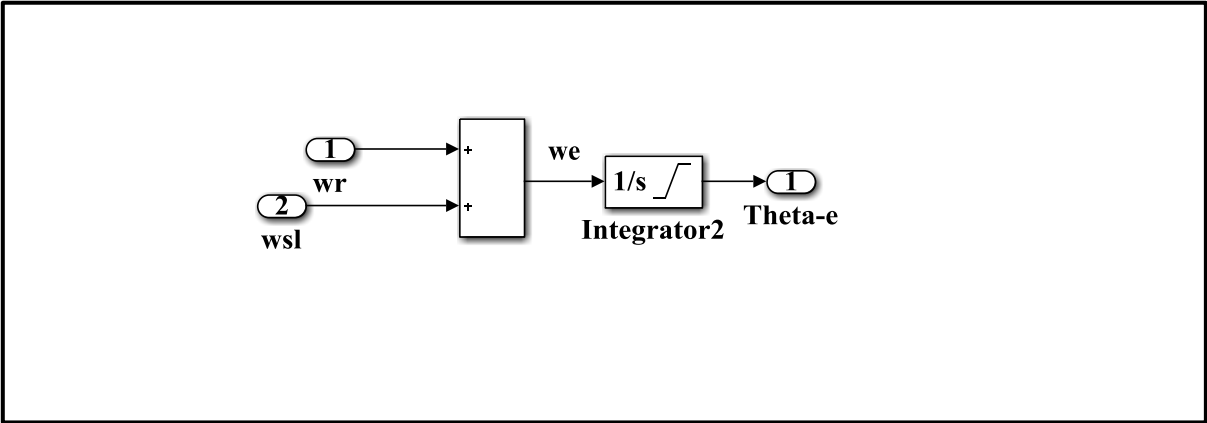 1
wr
+
2
wsl
+
we
1/s
Integrator2
1
Theta-e